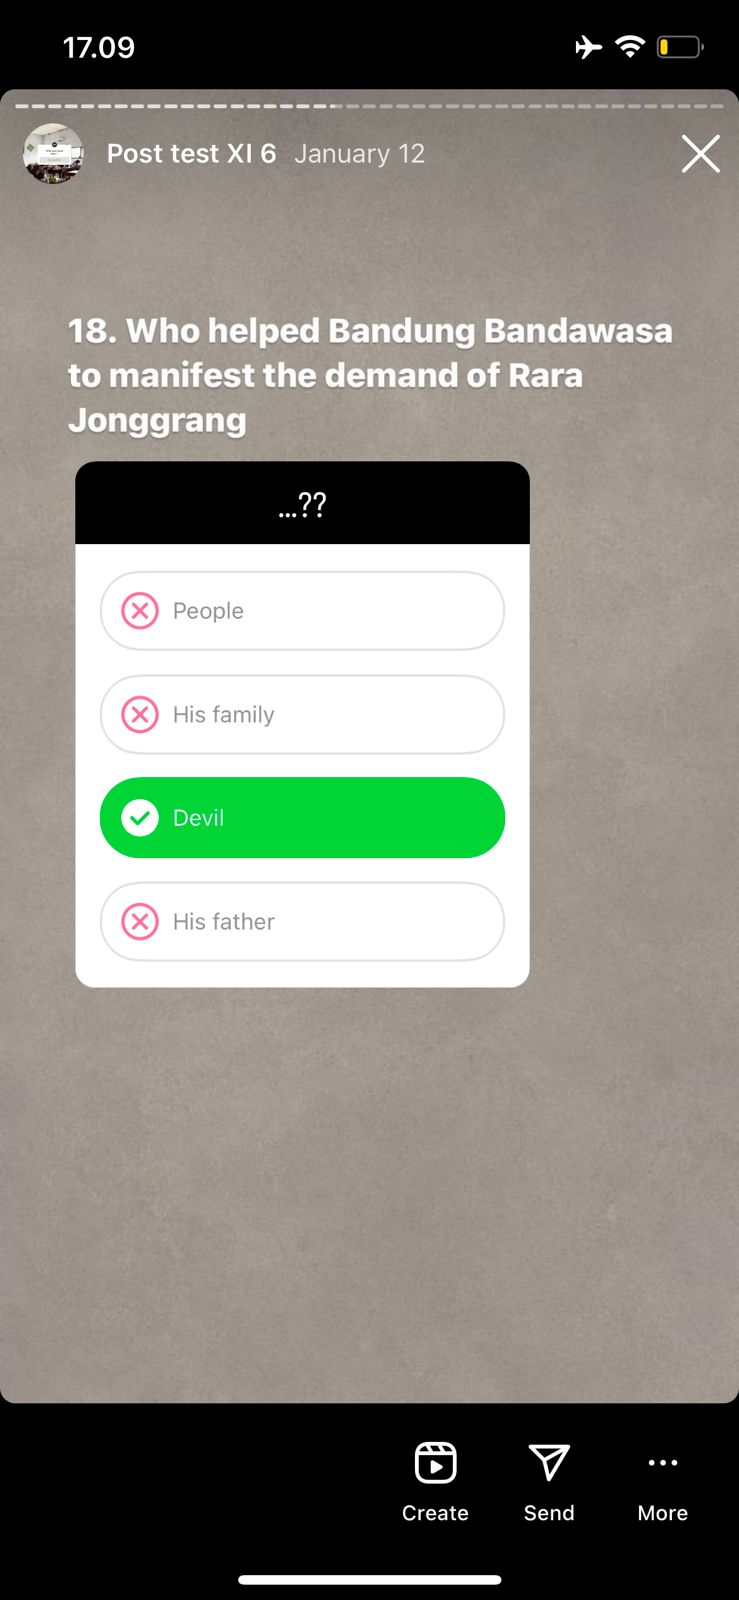 17.09
Post test XI 6 January 12
18. Who helped Bandung Bandawasa
to manifest the demand of Rara
Jonggrang
...??
People
His family
Devil
His father
Create Send More